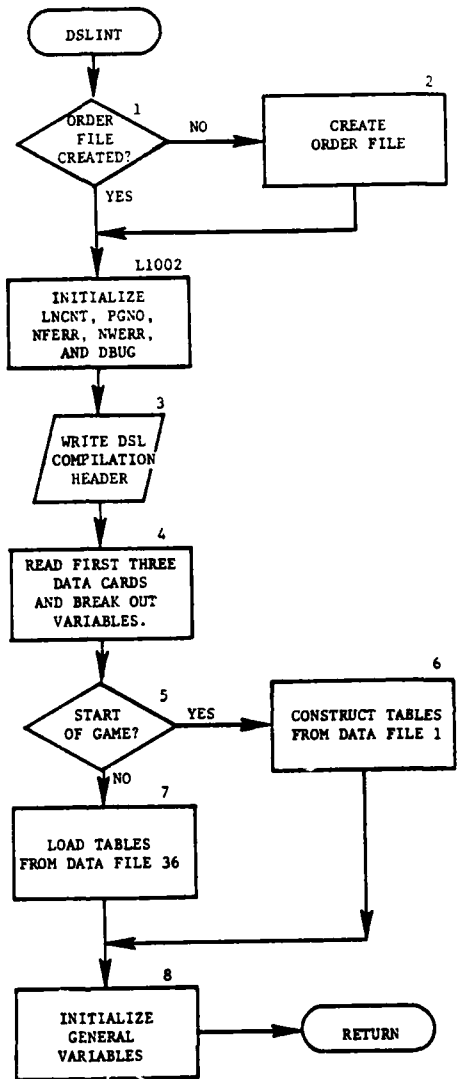 DSLINT
1
ORDER
FILE
CREATED?
NO
2
CREATE
ORDER FILE
YES
L1002
INITIALIZE
LNCNT, PGNO,
NFERR, NWERR,
AND DBUG
3
WRITE DSL
COMPILATION
HEADER
4
READ FIRST THREE
DATA CARDS
AND BREAK OUT
VARIABLES.
5
START
OF GAME?
YES
6
CONSTRUCT TABLES
FROM DATA FILE 1
NO
7
LOAD TABLES
FROM DATA FILE 36
8
INITIALIZE
GENERAL
VARIABLES
RETURN